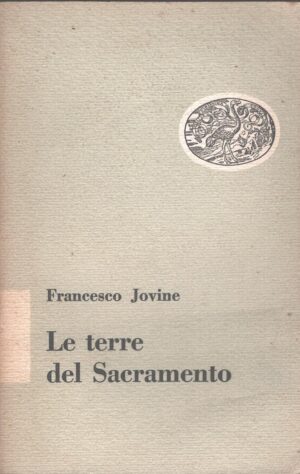 Francesco Jovine
Le terre
del Sacramento